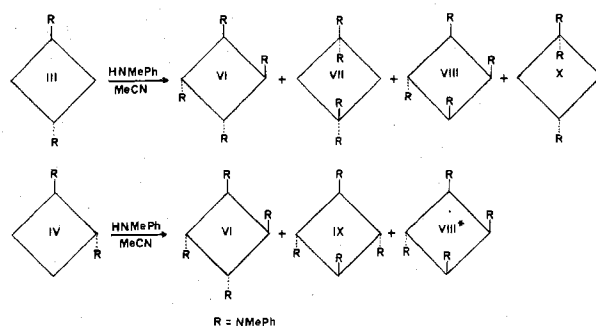 R R R R R
R R R R
III HNMePh VI + VII + VIII + X
MeCN
R R R R
R R R R
R R R R
R R
IV HNMePh VI + IX + VIII*
MeCN
R R R R R R
R R
R
R = NMePh